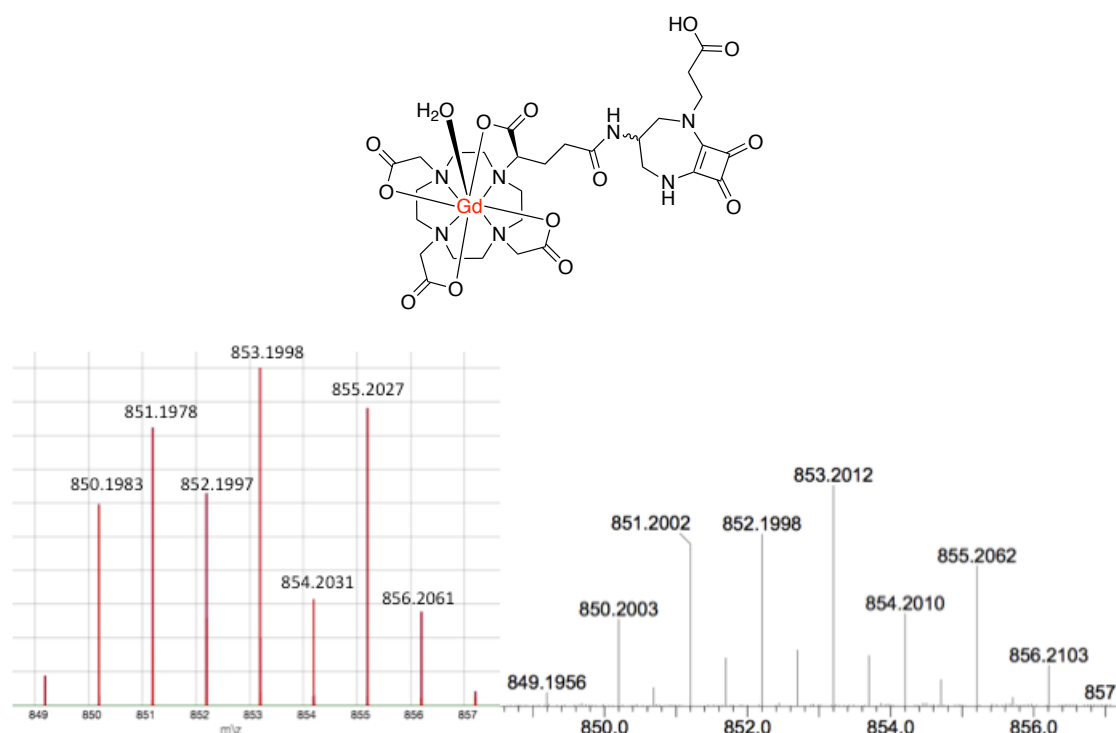 HO
O
H2O
O
O
H
N
N
O
O
O
N
N
O
N
H
O
O
Gd
O
N
N
O
O
O
O
853.1998
855.2027
851.1978
850.1983
852.1997
854.2031
856.2061
849 850 851 852 853 854 855 856 857
m\z
853.2012
851.2002
852.1998
855.2062
850.2003
854.2010
856.2103
849.1956
857
850.0 852.0 854.0 856.0